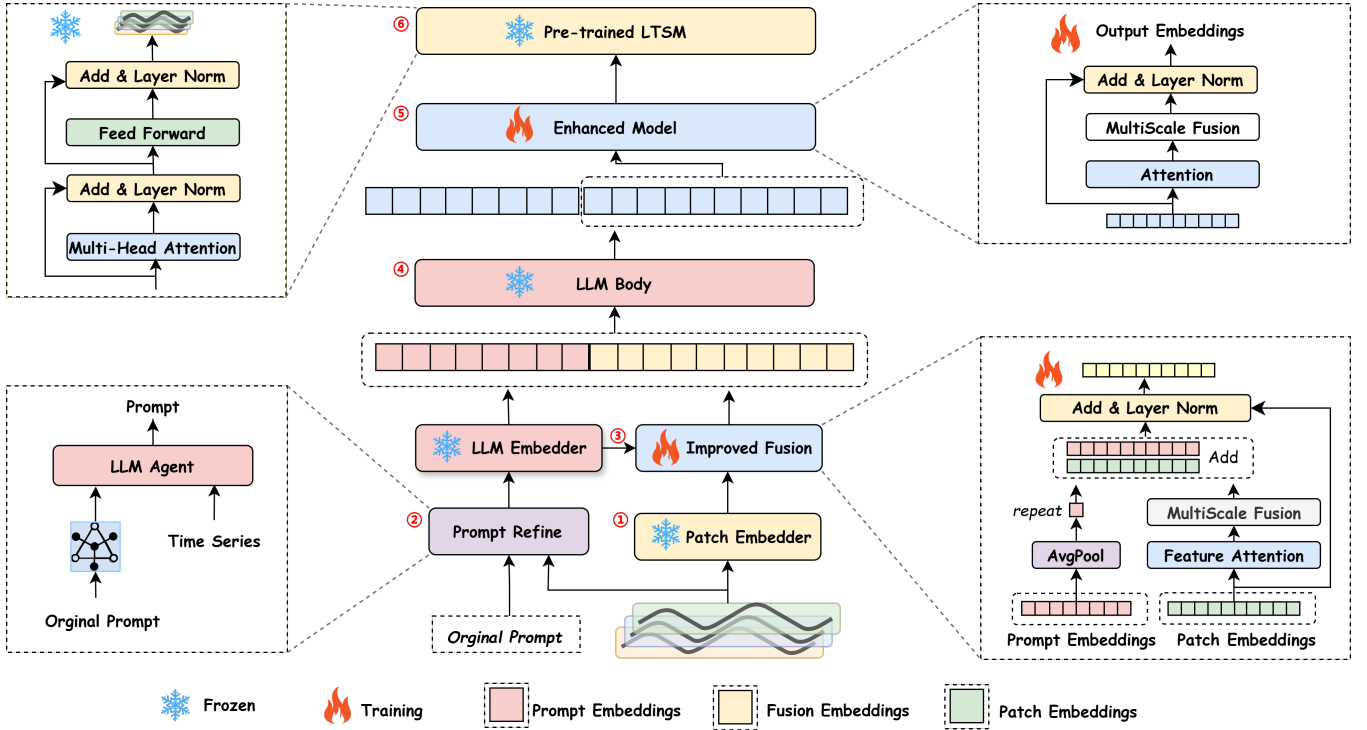 Add & Layer Norm
Feed Forward
Add & Layer Norm
Multi-Head Attention
⑥
Pre-trained LTSM
⑤
Enhanced Model
④
LLM Body
Output Embeddings
Add & Layer Norm
MultiScale Fusion
Attention
Prompt
LLM Agent
Time Series
Orginal Prompt
LLM Embedder
③
Improved Fusion
②
Prompt Refine
①
Patch Embedder
Orginal Prompt
Add & Layer Norm
Add
repeat
MultiScale Fusion
AvgPool
Feature Attention
Prompt Embeddings
Patch Embeddings
Frozen
Training
Prompt Embeddings
Fusion Embeddings
Patch Embeddings